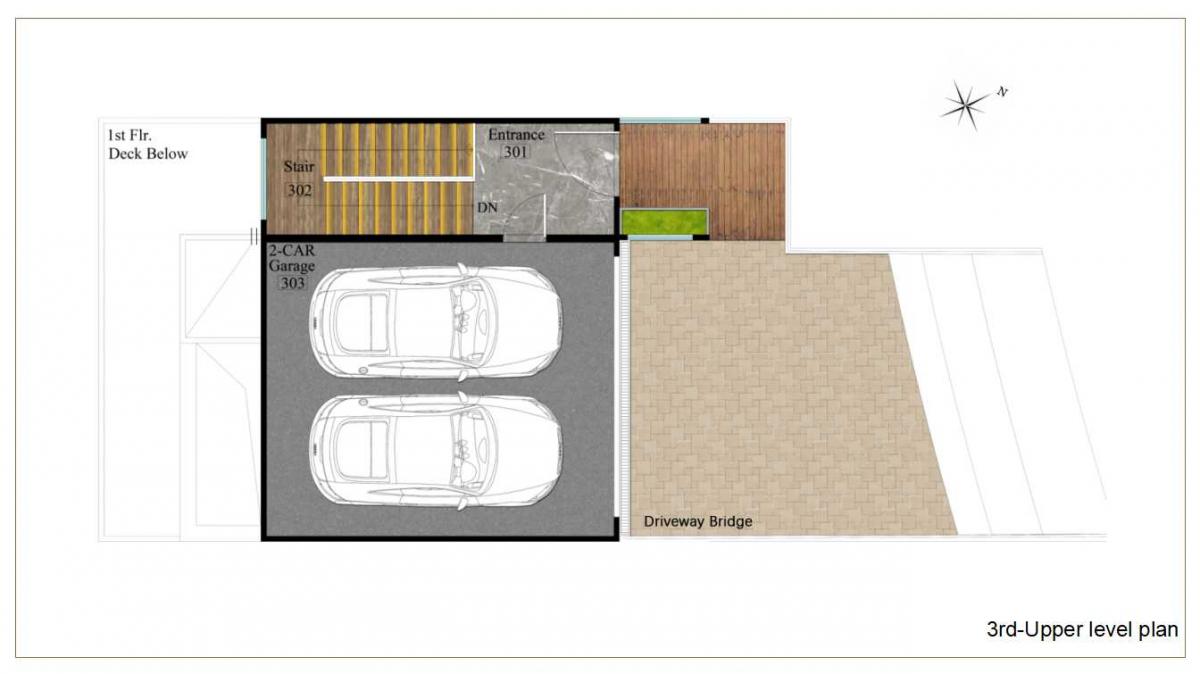 N
1st Flr.
Deck Below
Entrance
301
Stair
302
DN
2-CAR
Garage
303
Driveway Bridge
3rd-Upper level plan